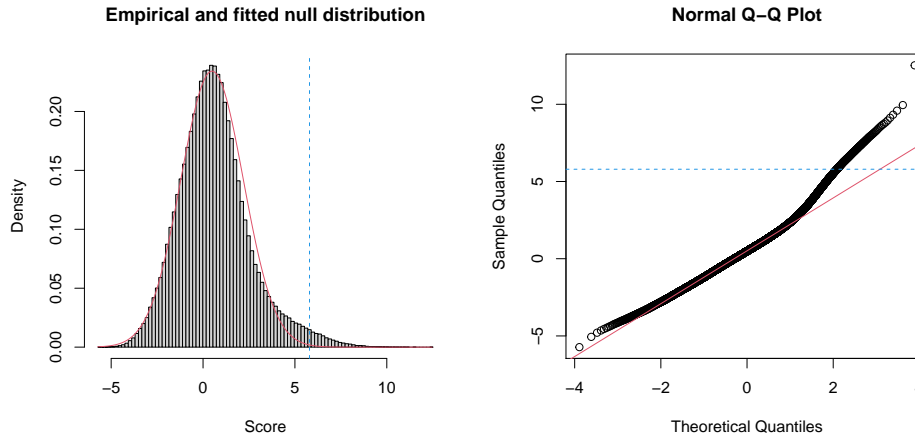 Empirical and fitted null distribution
Density
0.00
0.05
0.10
0.15
0.20
−5
0
5
10
Score
Normal Q−Q Plot
Sample Quantiles
−5
0
5
10
−4
−2
0
2
Theoretical Quantiles